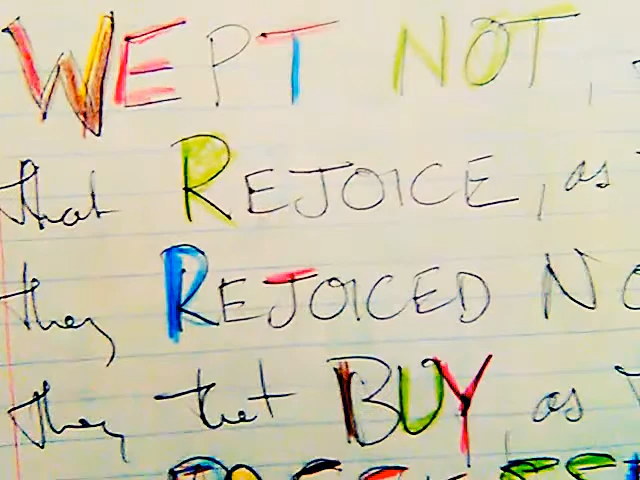 WEPT NOT,
that REJOICE, as
they REJOICED
they that BUY, as